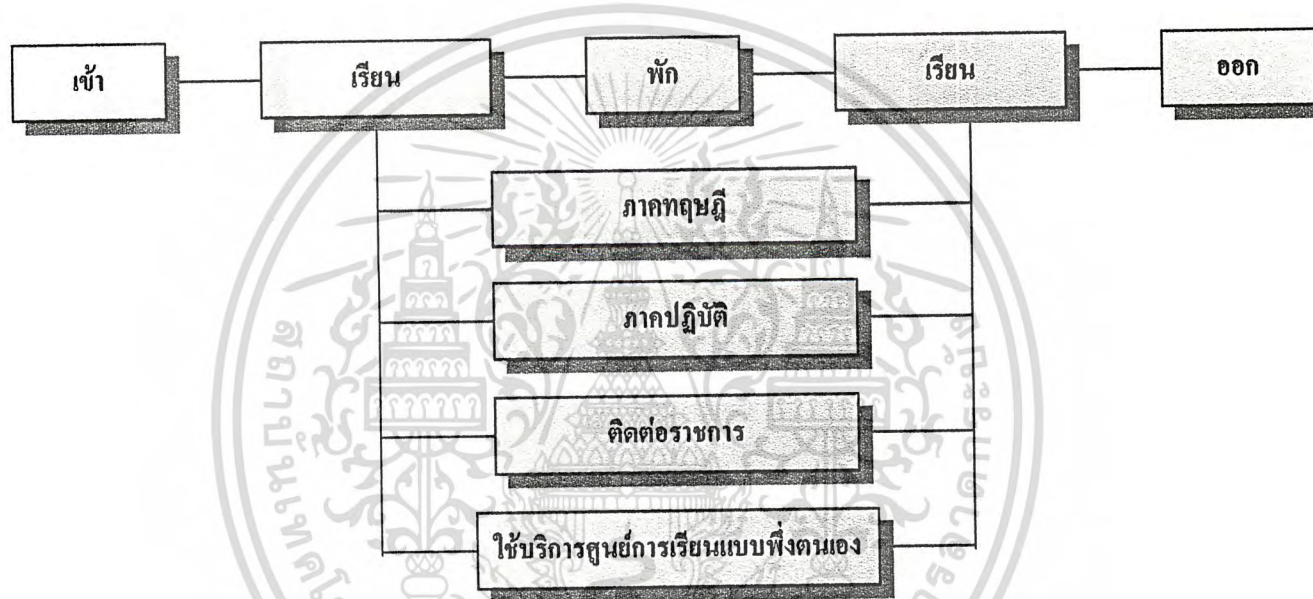 เข้า
เรียน
พัก
เรียน
ออก
ภาคทฤษฎี
ภาคปฏิบัติ
ติดต่อราชการ
ใช้บริการศูนย์การเรียนแบบพึ่งตนเอง